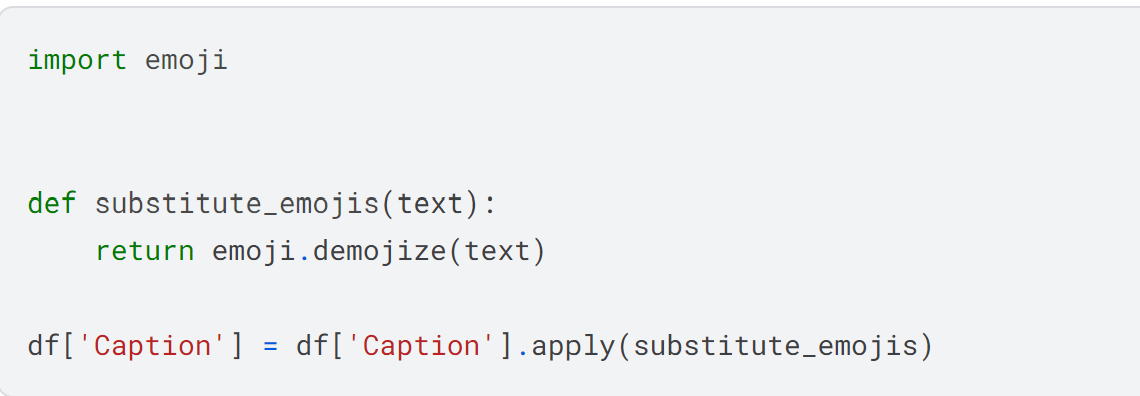 import emoji
def substitute_emojis(text):
    return emoji.demojize(text)
df['Caption'] = df['Caption'].apply(substitute_emojis)